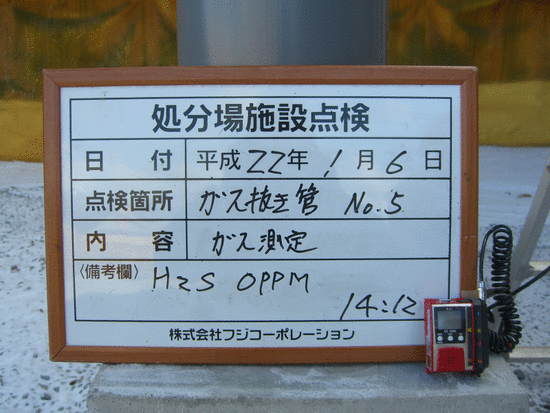 処分場施設点検
日付 平成22年1月6日
点検箇所 ガス抜き管 No.5
内容 ガス測定
〈備考欄〉 H2S 0PPM
14:12
株式会社フジコーポレーション